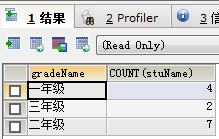 1 结果 2 Profiler 3 信
(Read Only)
gradeName COUNT(stuName)
一年级 4
三年级 2
二年级 7